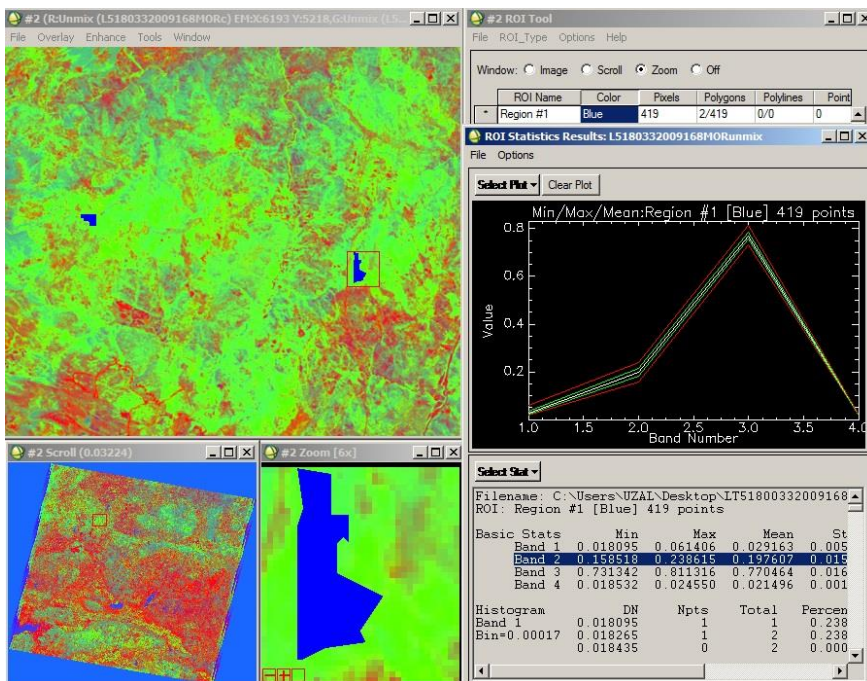 #2 (R:Unmix (L5180332009168MORc) EM:X:6193 Y:5218,G:Unmix (L5...
File Overlay Enhance Tools Window
#2 Scroll (0.03224)
#2 Zoom [6x]
#2 ROI Tool
File ROI_Type Options Help
Window: Image Scroll Zoom Off
ROI Name Color Pixels Polygons Polylines Point
* Region #1 Blue 419 2/419 0/0 0
ROI Statistics Results: L5180332009168MORunmix
File Options
Select Plot Clear Plot
Min/Max/Mean:Region #1 [Blue] 419 points
0.8
0.6
0.4
0.2
Value
1.0 1.5 2.0 2.5 3.0 3.5 4.0
Band Number
Select Stat
Filename: C:\Users\UZAL\Desktop\LT51800332009168
ROI: Region #1 [Blue] 419 points
Basic Stats Min Max Mean St
Band 1 0.018095 0.061406 0.029163 0.005
Band 2 0.158518 0.238615 0.197607 0.015
Band 3 0.731342 0.811316 0.770464 0.016
Band 4 0.018532 0.024550 0.021496 0.001
Histogram DN Npts Total Percen
Band 1 0.018095 1 1 0.238
Bin=0.00017 0.018265 1 2 0.238
0.018435 0 2 0.000